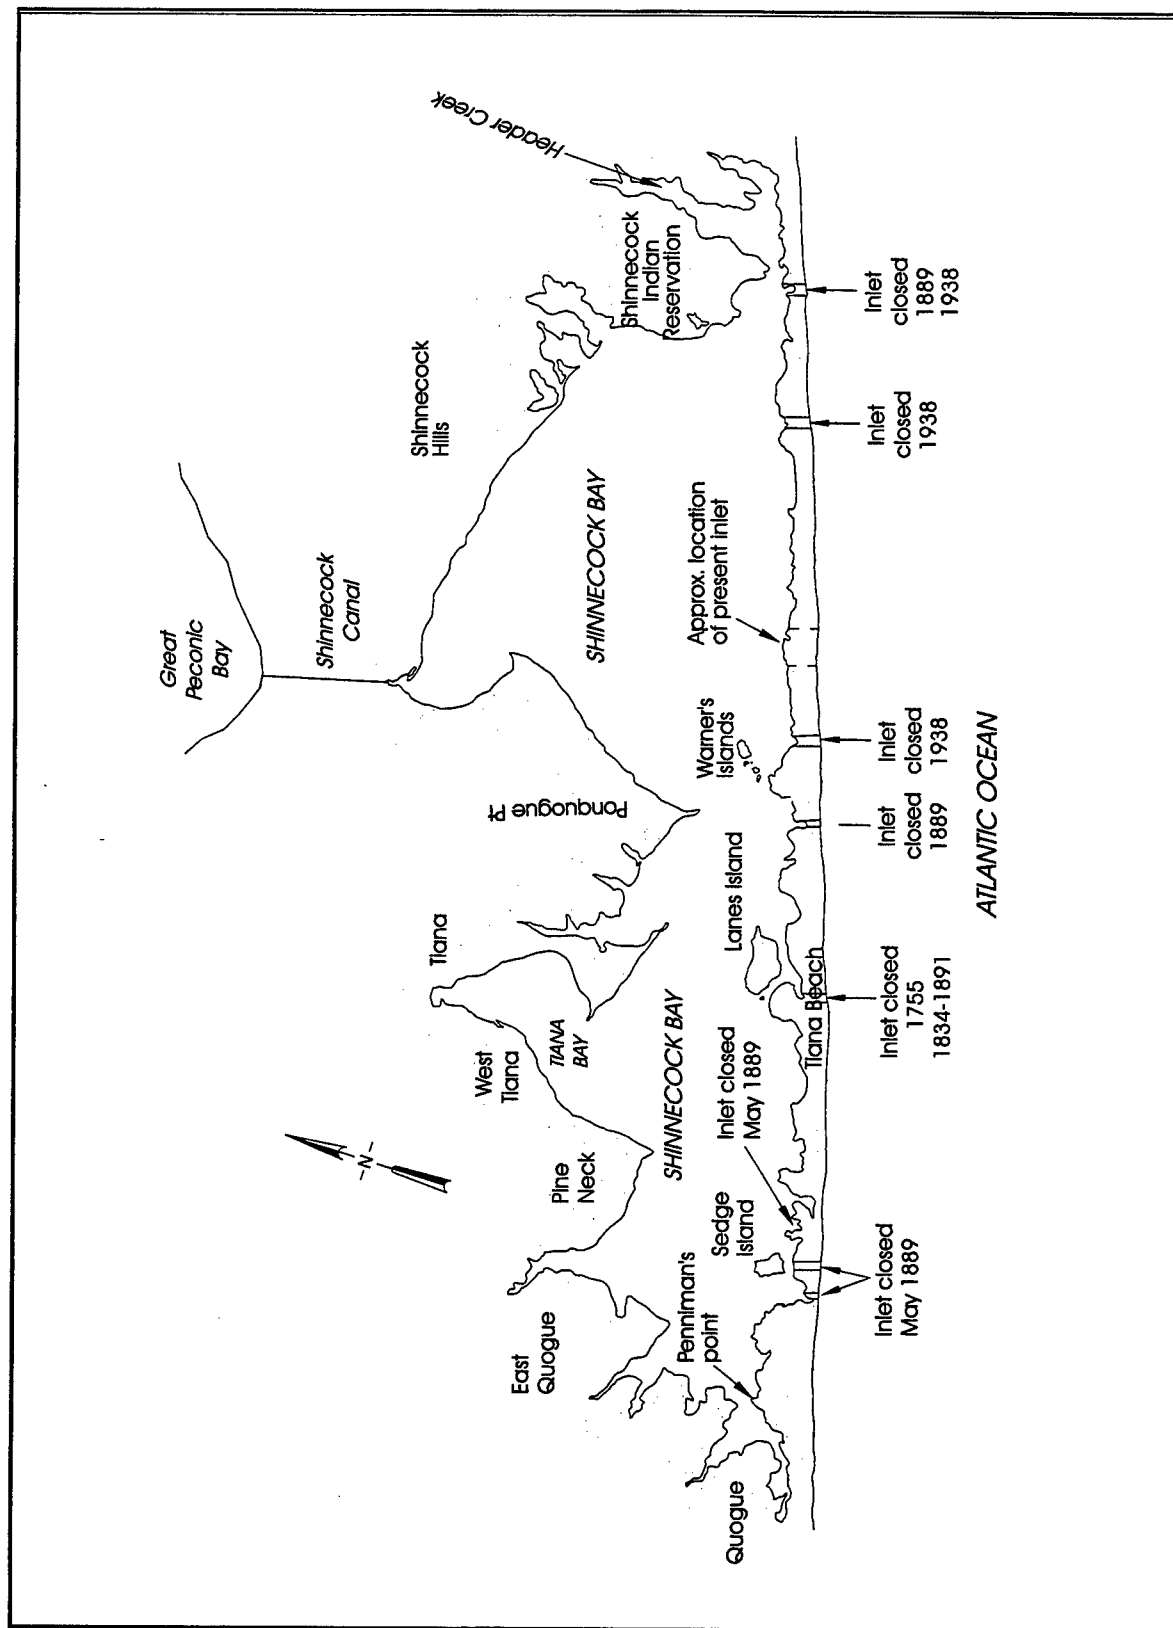 Great
Peconic
Bay
Shinnecock
Canal
Shinnecock
Hills
Header Creek
Shinnecock
Indian
Reservation
SHINNECOCK BAY
Ponquogue Pt
Tiana
West
Tiana
TIANA
BAY
-N-
Pine
Neck
East
Quogue
SHINNECOCK BAY
Quogue
Penniman's
point
Sedge
Island
Inlet closed
May 1889
Lanes Island
Warner's
Islands
Approx. location
of present inlet
Tiana Beach
Inlet closed
May 1889
Inlet closed
1755
1834-1891
Inlet
closed
1889
Inlet
closed
1938
Inlet
closed
1938
Inlet
closed
1889
1938
ATLANTIC OCEAN